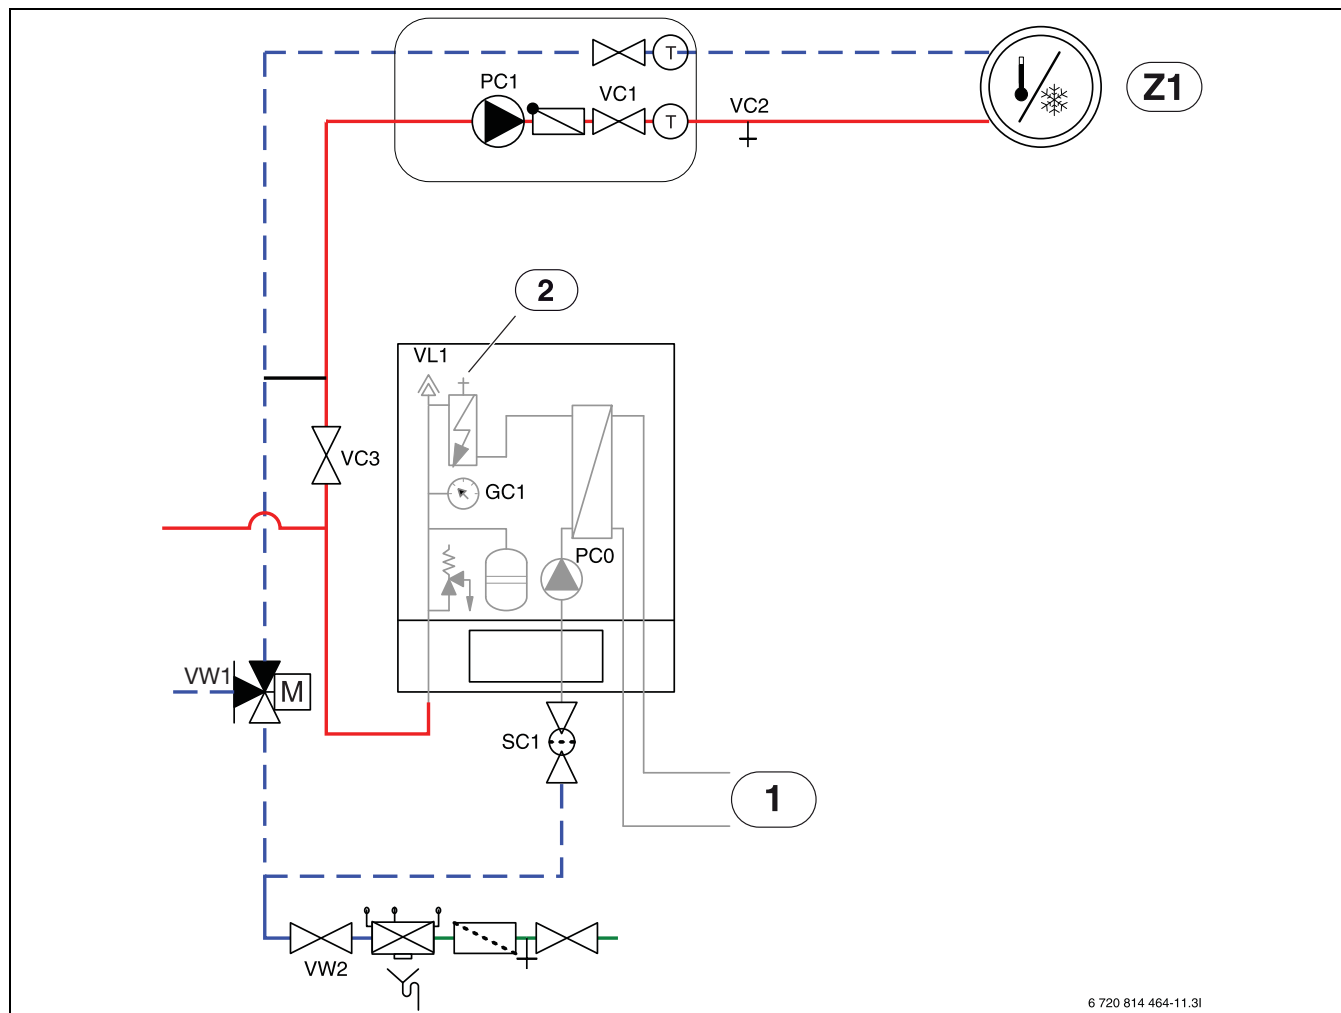 T
PC1
VC1
VC2
T
Z1
2
VL1
VC3
GC1
PC0
VW1
M
SC1
1
VW2
6 720 814 464-11.3I